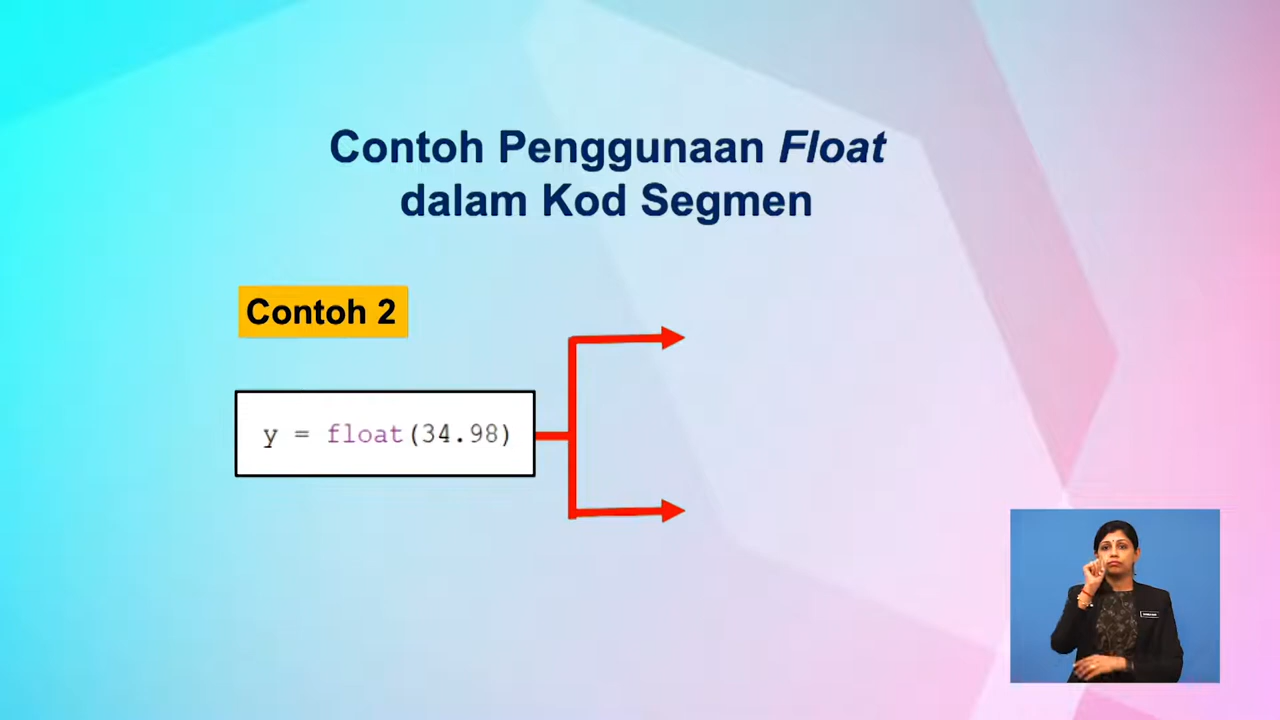 Contoh Penggunaan Float
dalam Kod Segmen
Contoh 2
y = float(34.98)